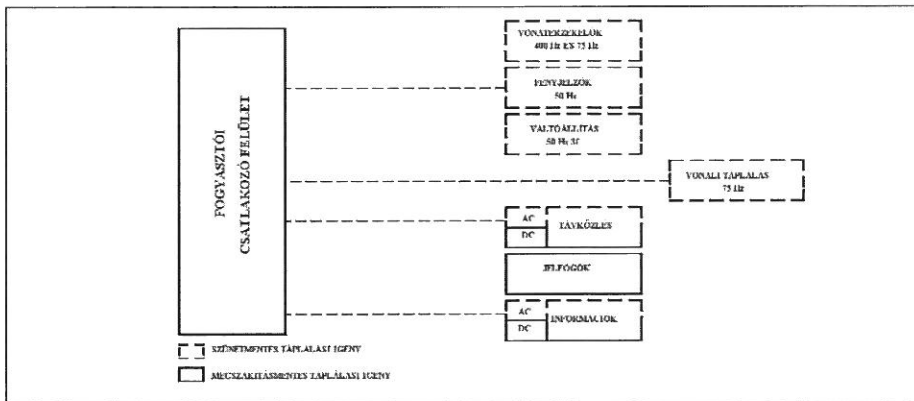 VONATÉRZÉKELŐK
400 Hz ÉS 75 Hz
FÉNYJELZŐK
50 Hz
VÁLTÓÁLLÍTÁS
50 Hz 3f
FOGYASZTÓI
CSATLAKOZÓ FELÜLET
VONALI TÁPLÁLÁS
75 Hz
AC
DC
TÁVKÖZLÉS
JELFOGÓK
AC
DC
INFORMÁCIÓK
SZÜNETMENTES TÁPLÁLÁSI IGÉNY
MEGSZAKÍTÁSMENTES TÁPLÁLÁSI IGÉNY